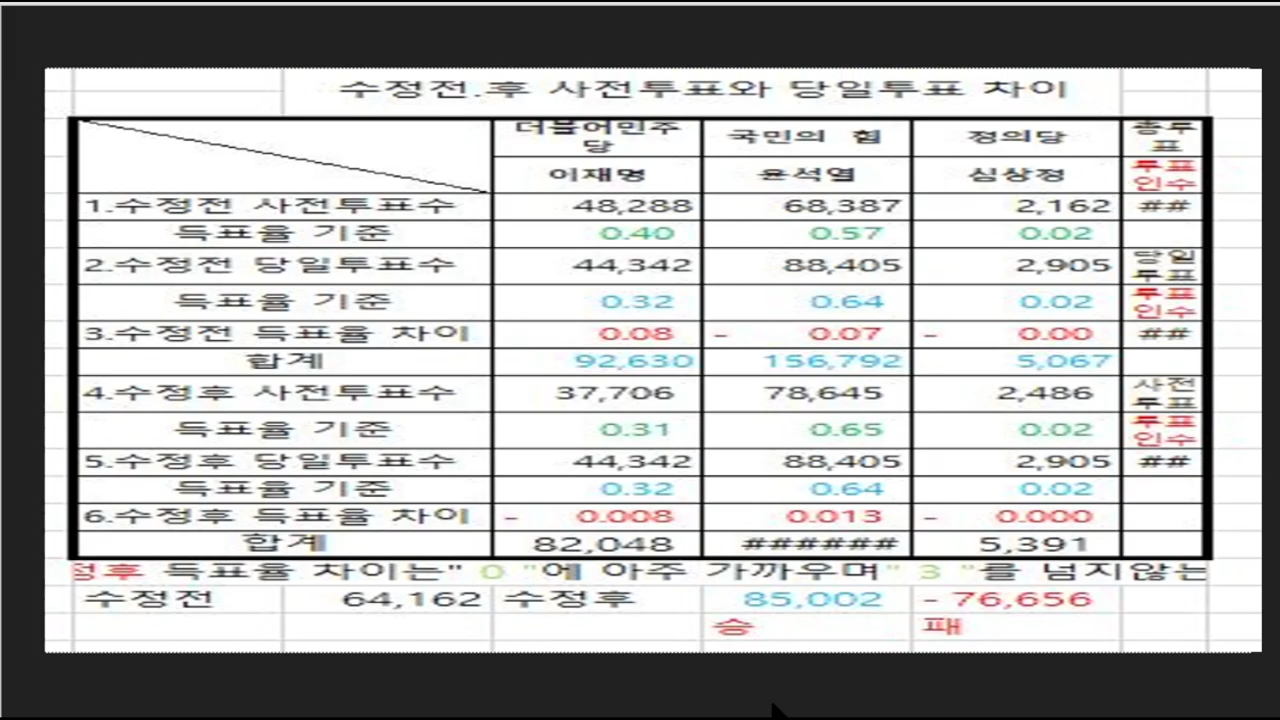 수정전.후 사전투표와 당일투표 차이
더불어민주당 국민의 힘 정의당 총투표
이재명 윤석열 심상정 투표인수
1.수정전 사전투표수 48,288 68,387 2,162 ##
득표율 기준 0.40 0.57 0.02
2.수정전 당일투표수 44,342 88,405 2,905 당일투표
득표율 기준 0.32 0.64 0.02 투표인수
3.수정전 득표율 차이 0.08 - 0.07 - 0.00 ##
합계 92,630 156,792 5,067
4.수정후 사전투표수 37,706 78,645 2,486 사전투표
득표율 기준 0.31 0.65 0.02 투표인수
5.수정후 당일투표수 44,342 88,405 2,905 ##
득표율 기준 0.32 0.64 0.02
6.수정후 득표율 차이 - 0.008 0.013 - 0.000
합계 82,048 ###### 5,391
정후 득표율 차이는" 0 "에 아주 가까우며" 3 "를 넘지않는
수정전 64,162 수정후 85,002 - 76,656
승 패